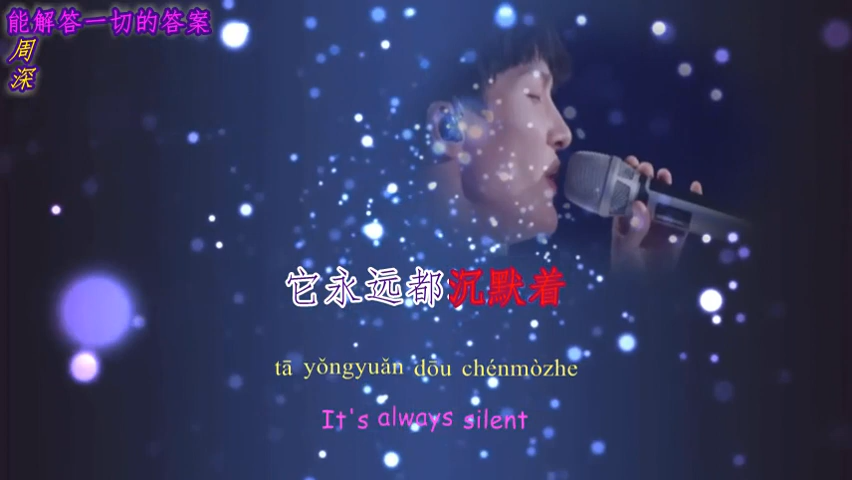 能解答一切的答案
周
深
它永远都沉默着
tā yǒngyuǎn dōu chénmòzhe
It's always silent